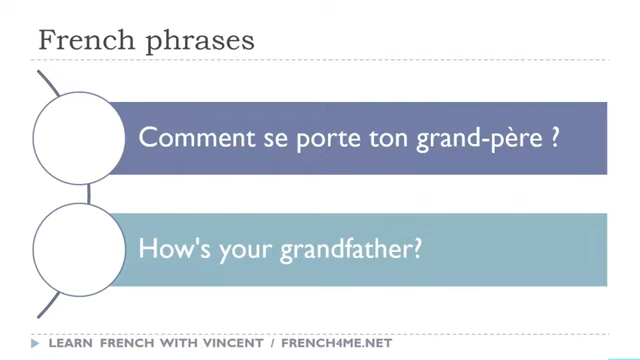 French phrases
Comment se porte ton grand-père ?
How's your grandfather?
LEARN FRENCH WITH VINCENT / FRENCH4ME.NET